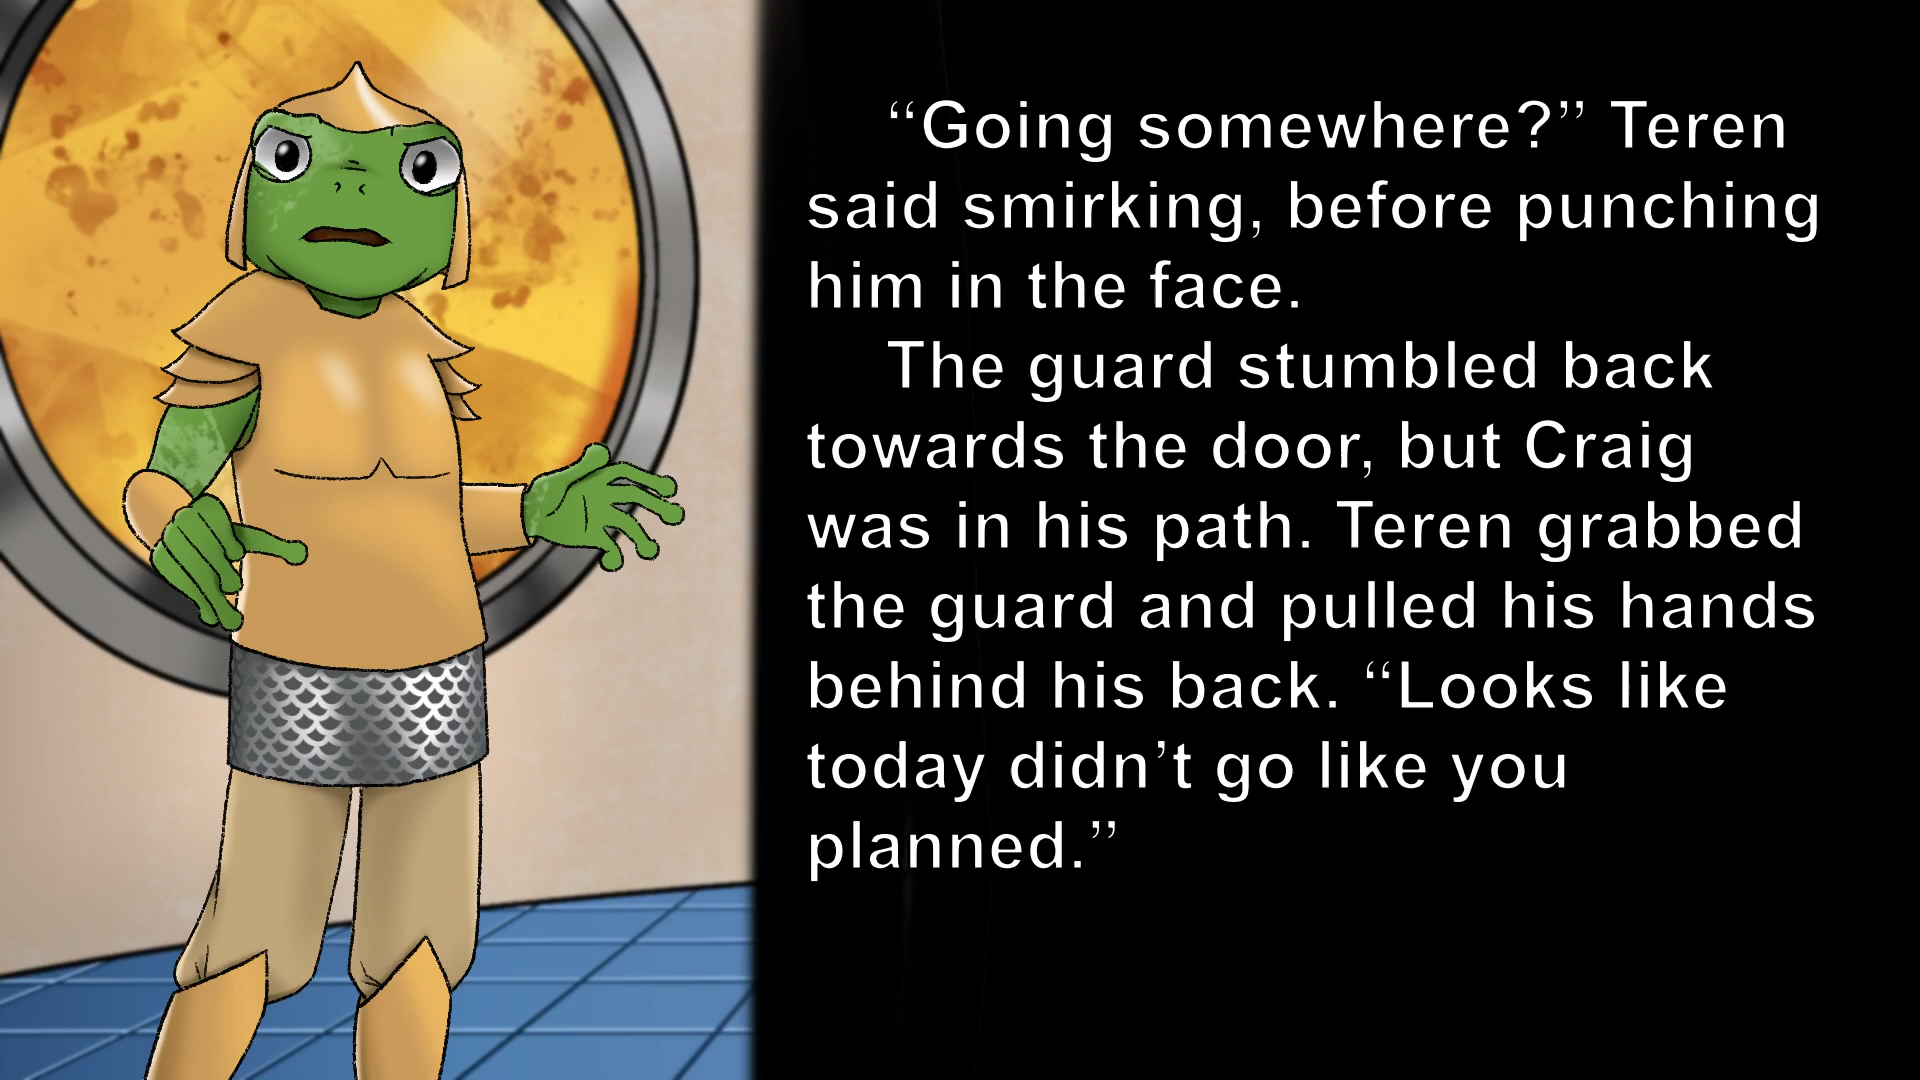 “Going somewhere?” Teren
said smirking, before punching
him in the face.
The guard stumbled back
towards the door, but Craig
was in his path. Teren grabbed
the guard and pulled his hands
behind his back. “Looks like
today didn’t go like you
planned.”